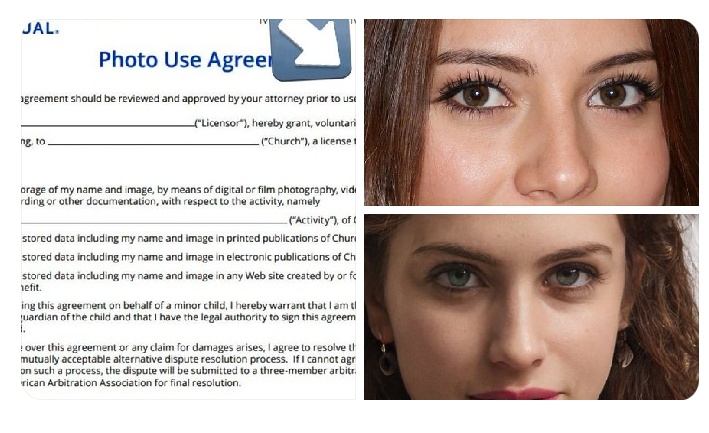 JAL.
Photo Use Agreer
agreement should be reviewed and approved by your attorney prior to use
("Licensor"), hereby grant, voluntari
ng, to ("Church"), a license t
orage of my name and image, by means of digital or film photography, vide
rding or other documentation, with respect to the activity, namely
("Activity"), of C
stored data including my name and image in printed publications of Churc
stored data including my name and image in electronic publications of Ch
stored data including my name and image in any Web site created by or fo
nefit.
ing this agreement on behalf of a minor child, I hereby warrant that I am t
guardian of the child and that I have the legal authority to sign this agreem
e over this agreement or any claim for damages arises, I agree to resolve th
mutually acceptable alternative dispute resolution process. If I cannot agr
on such a process, the dispute will be submitted to a three-member arbitra
rican Arbitration Association for final resolution.